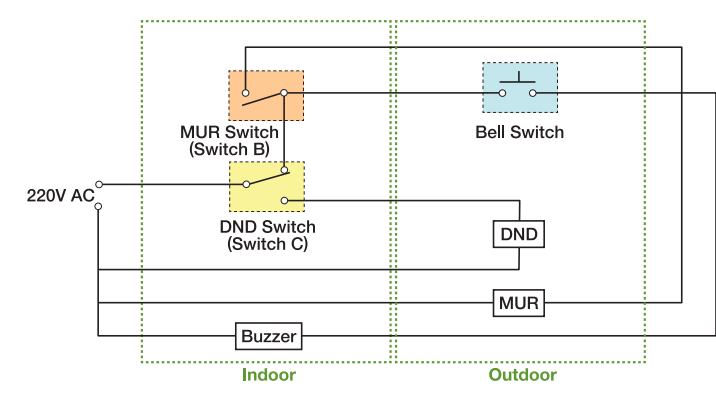 MUR Switch
(Switch B)
Bell Switch
220V AC
DND Switch
(Switch C)
DND
MUR
Buzzer
Indoor
Outdoor